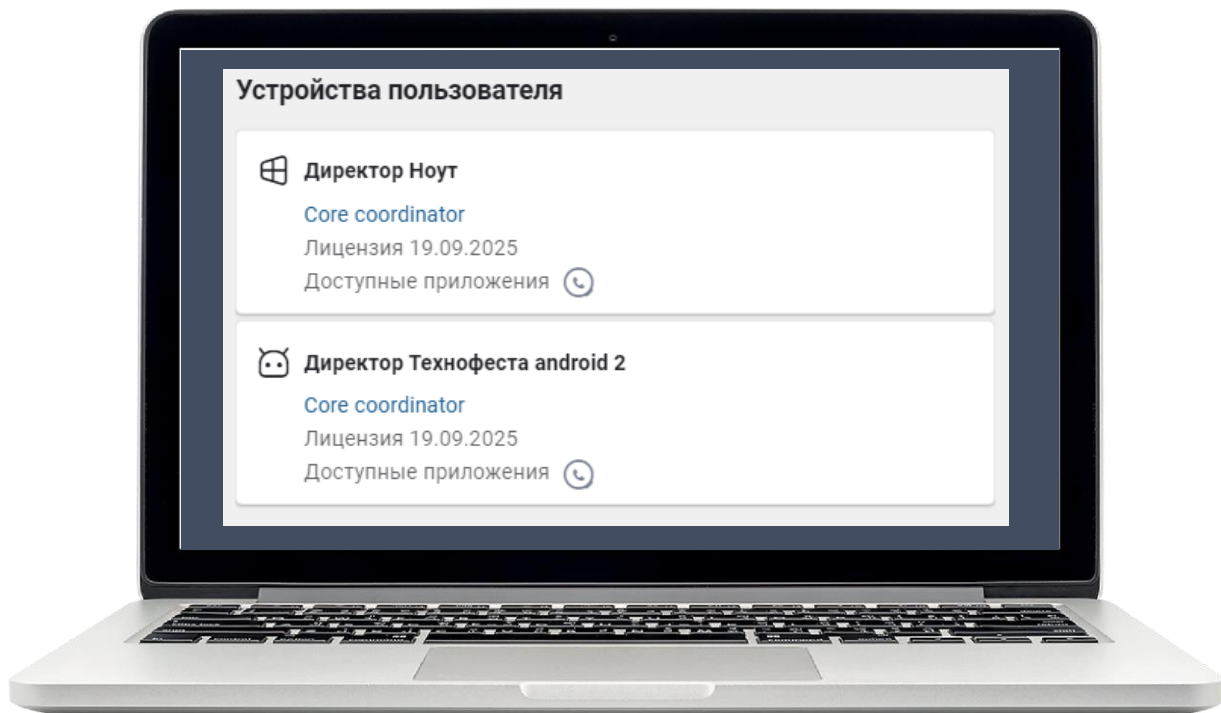 Устройства пользователя
Директор Ноут
Core coordinator
Лицензия 19.09.2025
Доступные приложения
Директор Технофеста android 2
Core coordinator
Лицензия 19.09.2025
Доступные приложения